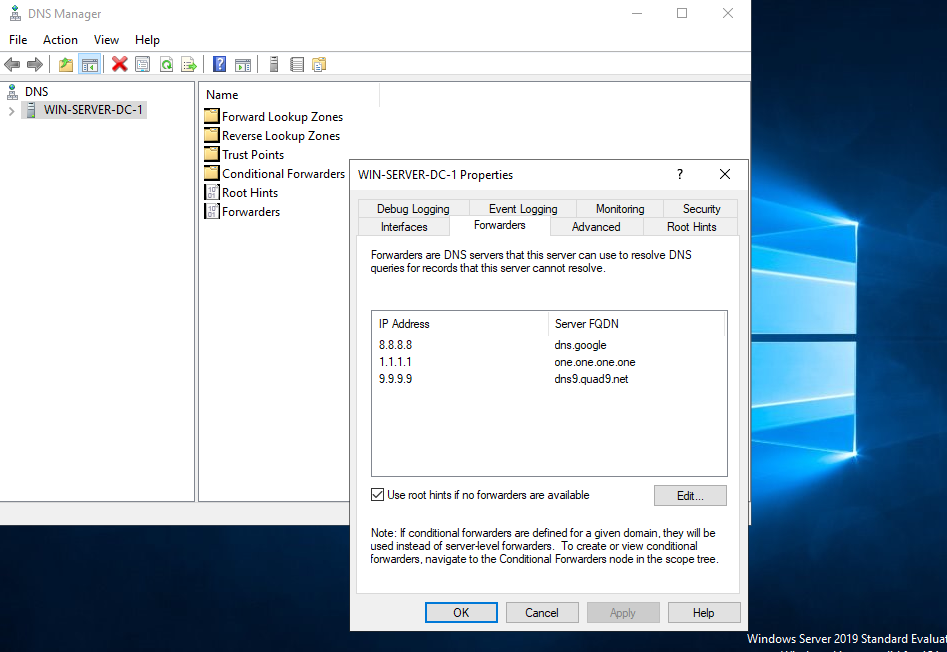 DNS Manager
File Action View Help
DNS
WIN-SERVER-DC-1
Name
Forward Lookup Zones
Reverse Lookup Zones
Trust Points
Conditional Forwarders
Root Hints
Forwarders
WIN-SERVER-DC-1 Properties
Debug Logging Event Logging Monitoring Security
Interfaces Forwarders Advanced Root Hints
Forwarders are DNS servers that this server can use to resolve DNS
queries for records that this server cannot resolve.
IP Address Server FQDN
8.8.8.8 dns.google
1.1.1.1 one.one.one.one
9.9.9.9 dns9.quad9.net
Use root hints if no forwarders are available
Edit...
Note: If conditional forwarders are defined for a given domain, they will be
used instead of server-level forwarders. To create or view conditional
forwarders, navigate to the Conditional Forwarders node in the scope tree.
OK Cancel Apply Help
Windows Server 2019 Standard Evaluat